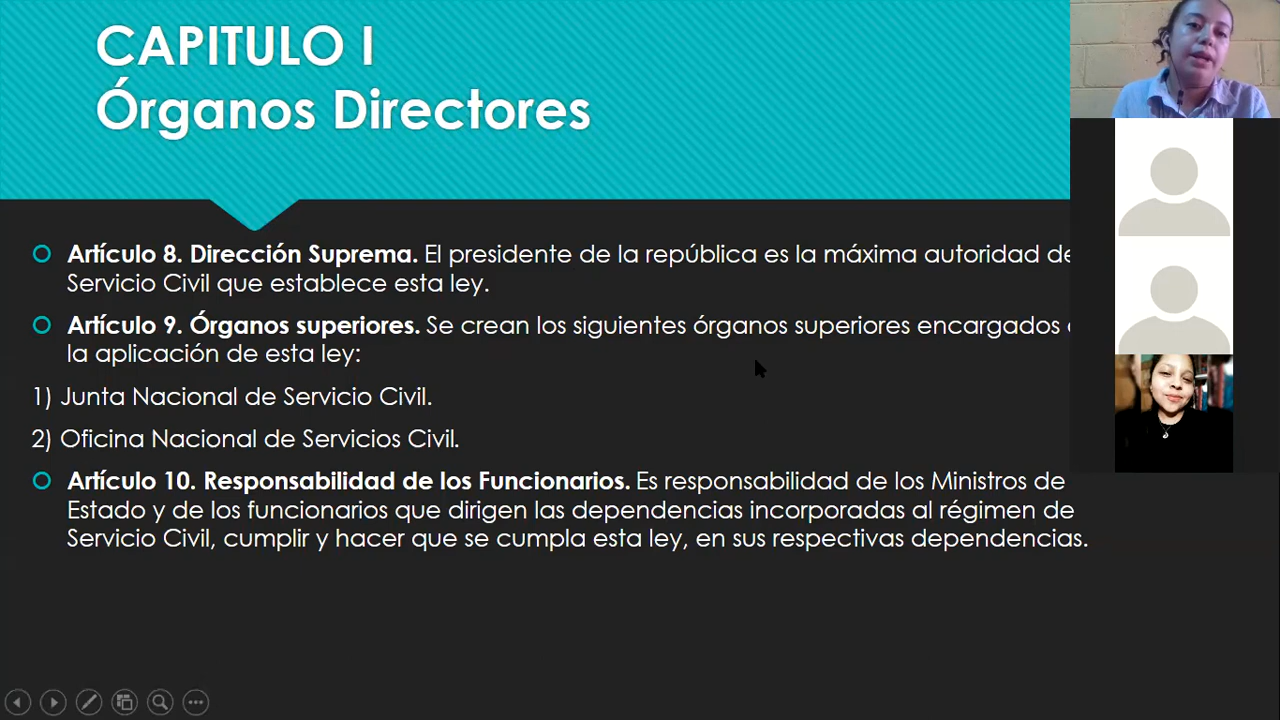 CAPITULO I
Órganos Directores
Artículo 8. Dirección Suprema. El presidente de la república es la máxima autoridad de
Servicio Civil que establece esta ley.
Artículo 9. Órganos superiores. Se crean los siguientes órganos superiores encargados
la aplicación de esta ley:
1) Junta Nacional de Servicio Civil.
2) Oficina Nacional de Servicios Civil.
Artículo 10. Responsabilidad de los Funcionarios. Es responsabilidad de los Ministros de
Estado y de los funcionarios que dirigen las dependencias incorporadas al régimen de
Servicio Civil, cumplir y hacer que se cumpla esta ley, en sus respectivas dependencias.